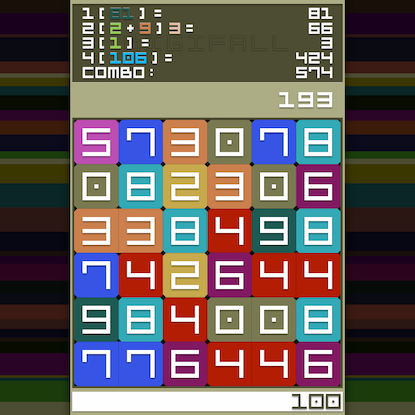 1[81]= 81
2[2+9]3= 66
3[1]= 3
4[106]= 424
COMBO: 574
DIGIFALL
193
5 7 3 0 7 8
0 8 2 3 0 6
3 3 8 4 9 8
7 4 2 6 4 4
9 8 4 0 0 8
7 7 6 4 4 6
100